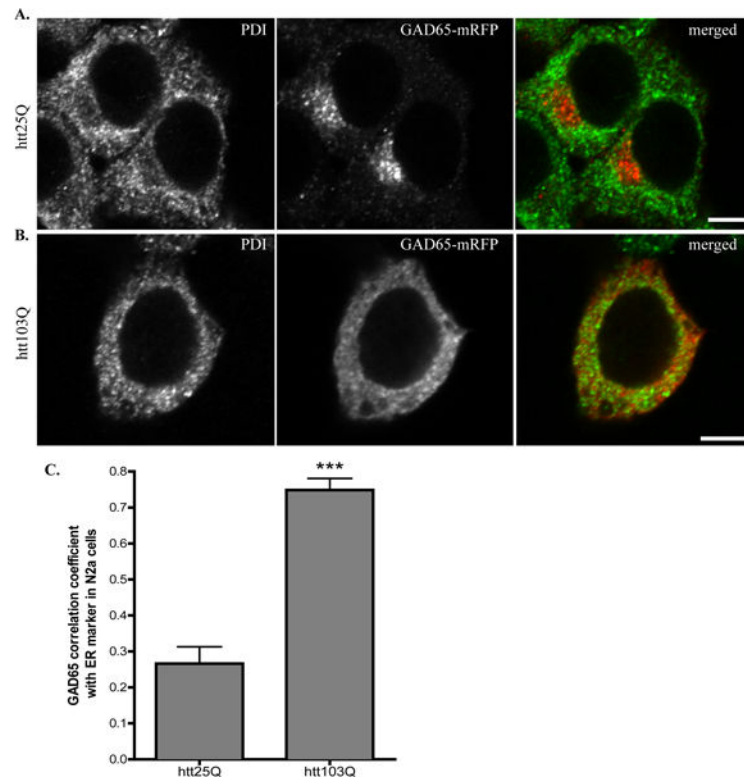 A.
PDI
GAD65-mRFP
merged
htt25Q
B.
PDI
GAD65-mRFP
merged
htt103Q
C.
GAD65 correlation coefficient
with ER marker in N2a cells
0.8
0.7
0.6
0.5
0.4
0.3
0.2
0.1
0.0
***
htt25Q
htt103Q